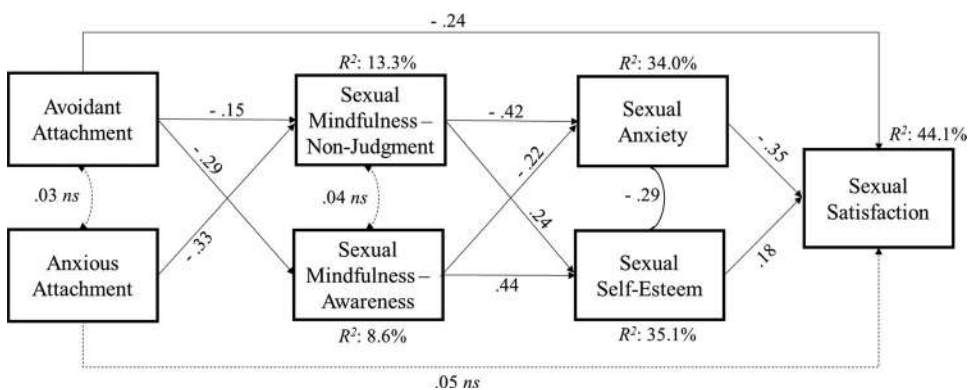 - .24
R²: 13.3%
R²: 34.0%
Avoidant
Attachment
- .15
Sexual
Mindfulness –
Non-Judgment
- .42
Sexual
Anxiety
R²: 44.1%
- .29
- .22
- .35
.03 ns
.04 ns
- .29
Sexual
Satisfaction
- .33
.24
.18
Anxious
Attachment
Sexual
Mindfulness –
Awareness
.44
Sexual
Self-Esteem
R²: 8.6%
R²: 35.1%
.05 ns